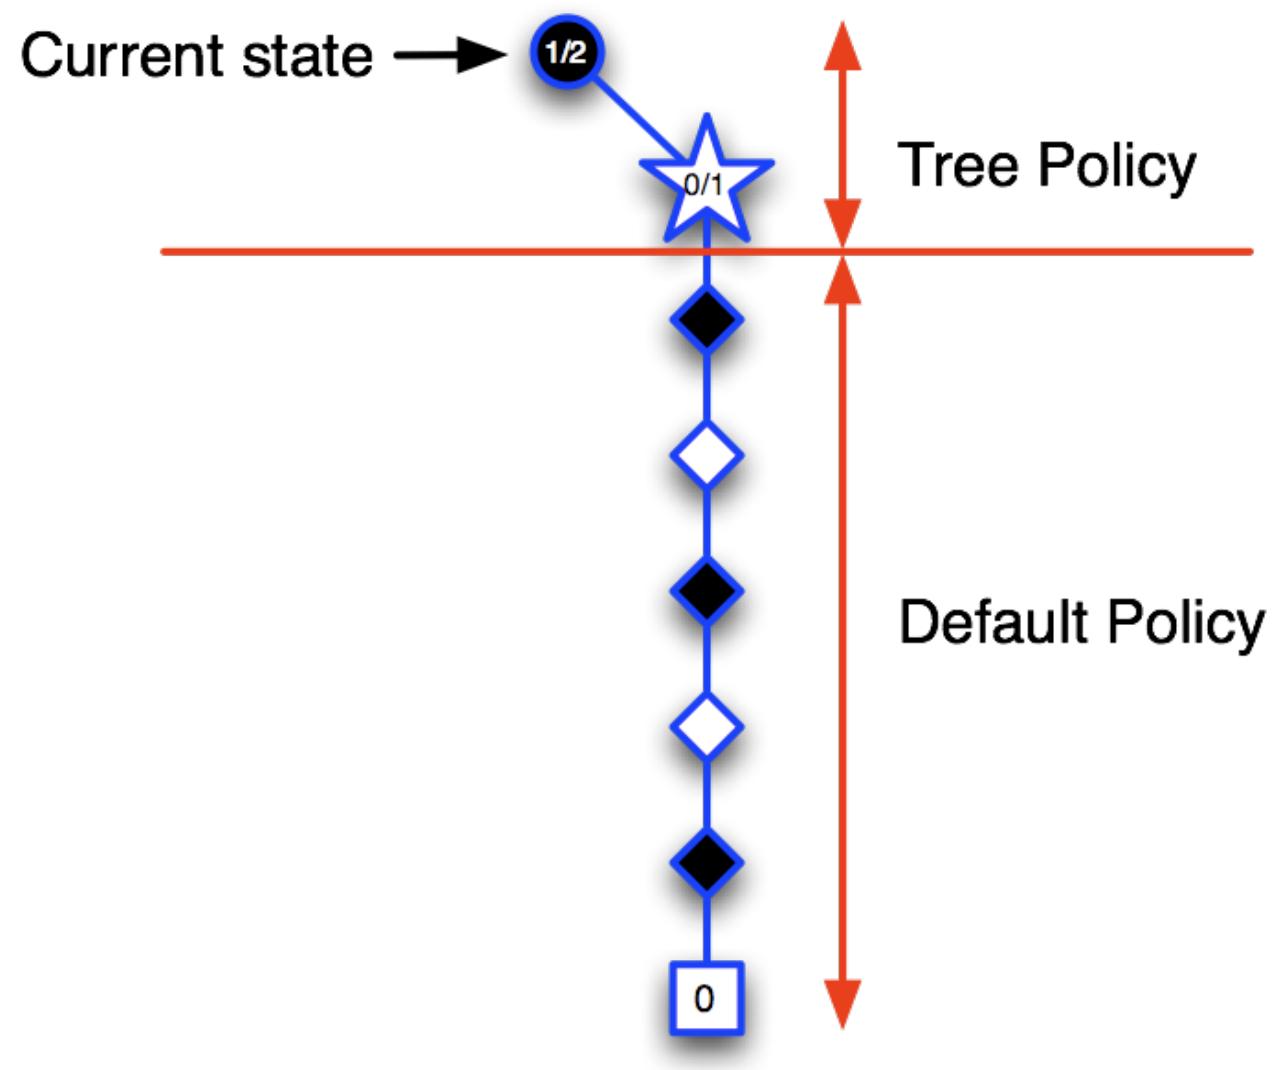 Current state
1/2
0/1
Tree Policy
Default Policy
0